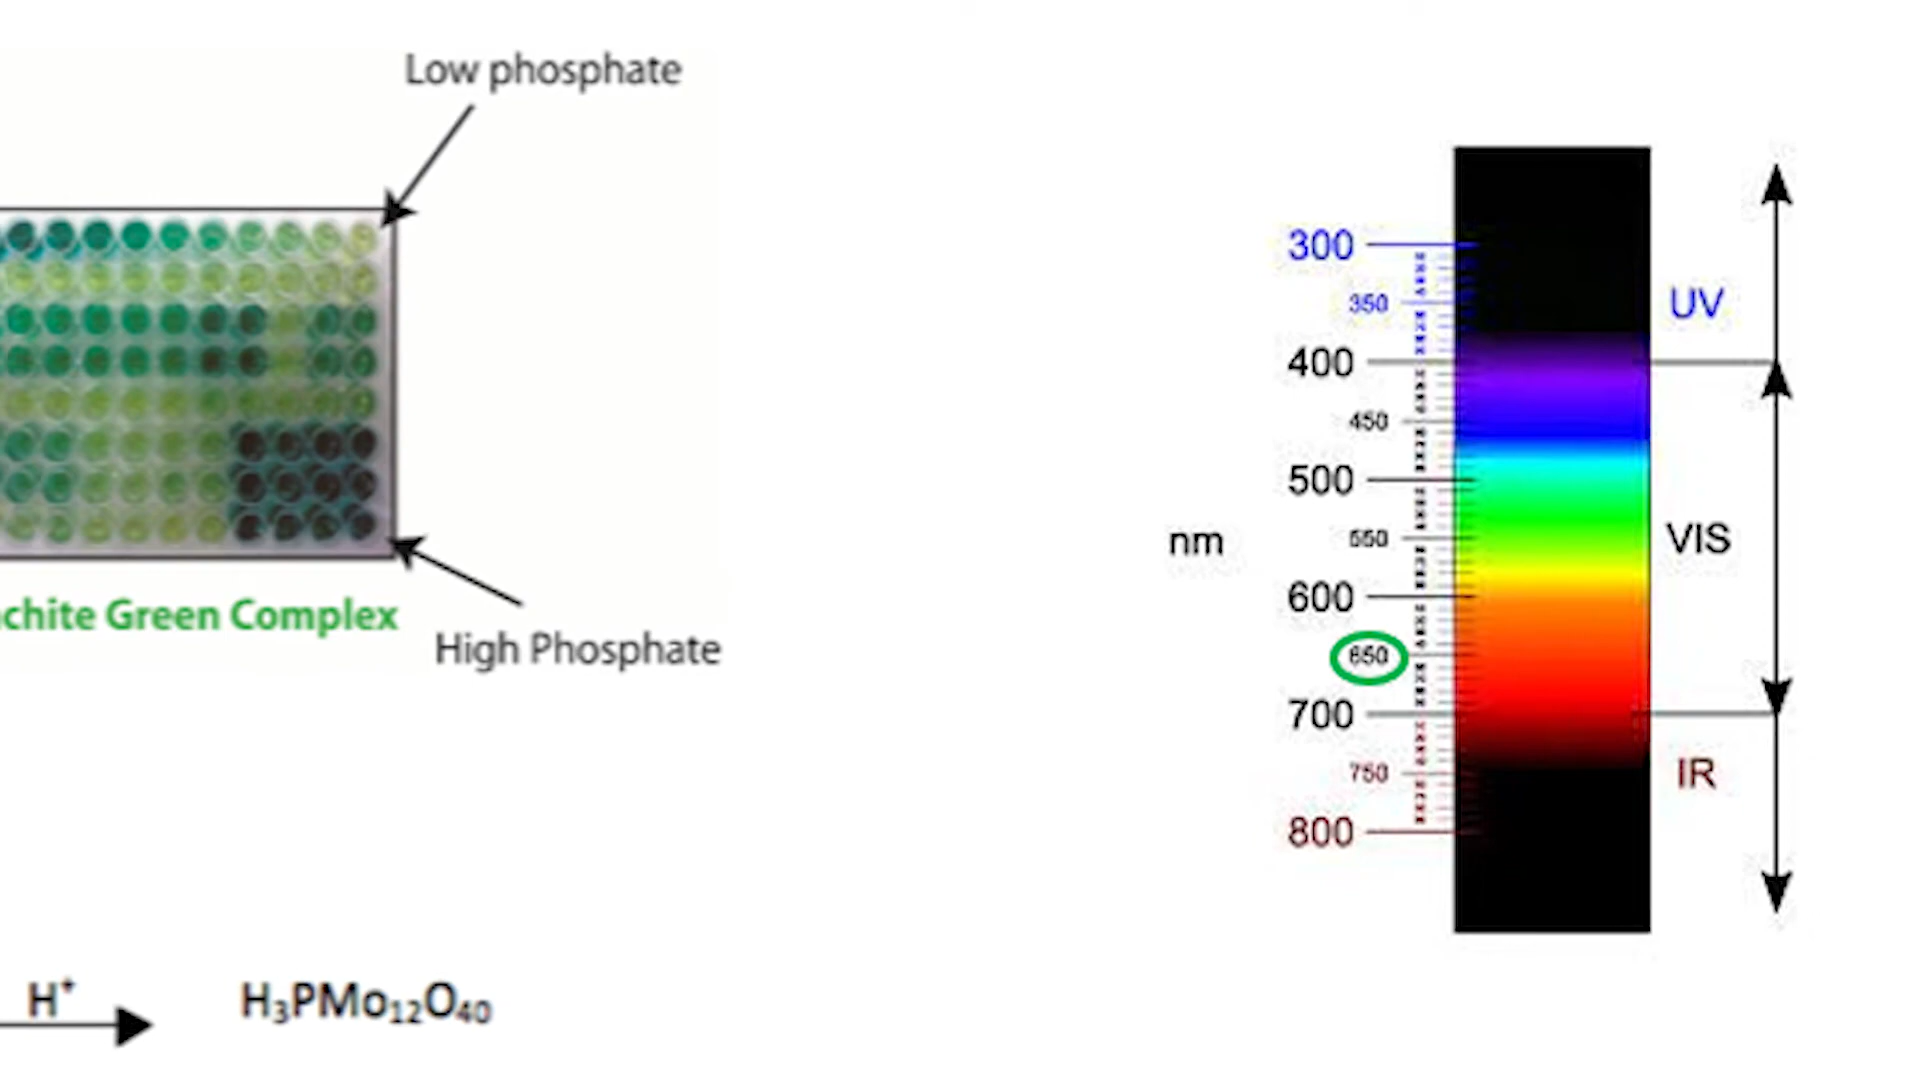 Low phosphate
chite Green Complex
High Phosphate
H⁺
H₃PMo₁₂O₄₀
nm
300
350
400
450
500
550
600
650
700
750
800
UV
VIS
IR